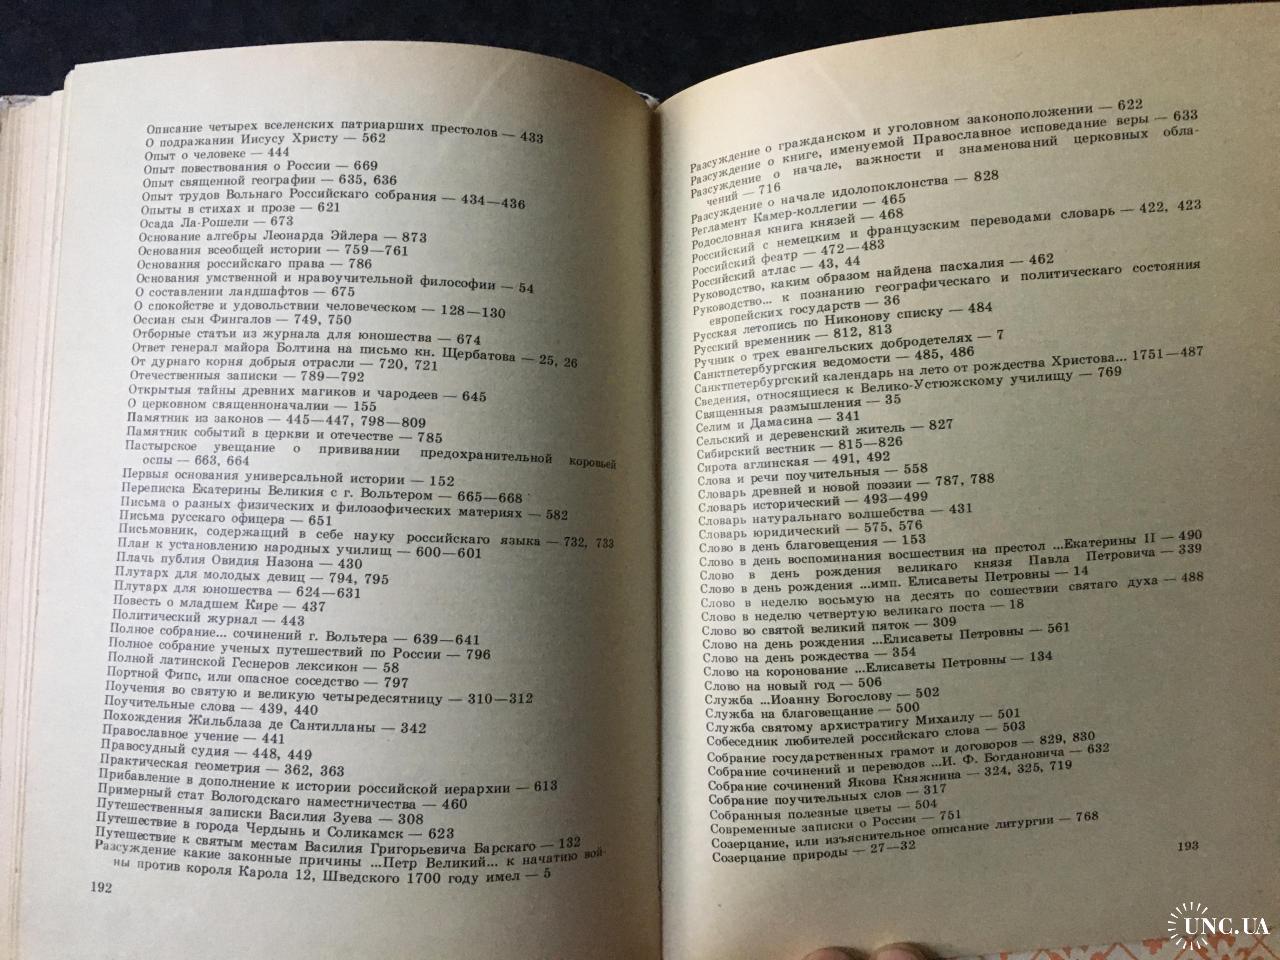 Описание четырех вселенских патриарших престолов — 433
О подражании Иисусу Христу — 562
Опыт о человеке — 444
Опыт повествования о России — 669
Опыт священной географии — 635, 636
Опыт трудов Вольнаго Российскаго собрания — 434—436
Опыты в стихах и прозе — 621
Осада Ла-Рошели — 673
Основание алгебры Леонарда Эйлера — 873
Основания всеобщей истории — 759—761
Основания российскаго права — 786
Основания умственной и нравоучительной философии — 54
О составлении ландшафтов — 675
О спокойстве и удовольствии человеческом — 128—130
Оссиан сын Фингалов — 749, 750
Отборные статьи из журнала для юношества — 674
Ответ генерал майора Болтина на письмо кн. Щербатова — 25, 26
От дурнаго корня добрыя отрасли — 720, 721
Отечественныя записки — 789—792
Открытыя тайны древних магиков и чародеев — 645
О церковном священноначалии — 155
Памятник из законов — 445—447, 798—809
Памятник событий в церкви и отечестве — 785
Пастырское увещание о прививании предохранительной коровьей
оспы — 663, 664
Первыя основания универсальной истории — 152
Переписка Екатерины Великия с г. Вольтером — 665—668
Письма о разных физических и филозофических материях — 582
Письма русскаго офицера — 651
Письмовник, содержащий в себе науку российскаго языка — 732, 733
План к установлению народных училищ — 600—601
Плачь публия Овидия Назона — 430
Плутарх для молодых девиц — 794, 795
Плутарх для юношества — 624—631
Повесть о младшем Кире — 437
Политический журнал — 443
Полное собрание... сочинений г. Вольтера — 639—641
Полное собрание ученых путешествий по России — 796
Полной латинской Геснеров лексикон — 58
Портной Фипс, или опасное соседство — 797
Поучения во святую и великую четыредесятницу — 310—312
Поучительные слова — 439, 440
Похождения Жильблаза де Сантилланы — 342
Православное учение — 441
Правосудный судия — 448, 449
Практическая геометрия — 362, 363
Прибавление в дополнение к истории российской иерархии — 613
Примерный стат Вологодскаго наместничества — 460
Путешественныя записки Василия Зуева — 308
Путешествие в города Чердынь и Соликамск — 623
Путешествие к святым местам Василия Григорьевича Варскаго — 132
Разсуждение какие законные причины ...Петр Великий... к начатию вой-
ны против короля Карола 12, Шведского 1700 году имел — 5
192
Разсуждение о гражданском и уголовном законоположении — 622
Разсуждение о книге, именуемой Православное исповедание веры — 633
Разсуждение о начале, важности и знаменований церковных обла-
чений — 716
Разсуждение о начале идолопоклонства — 828
Регламент Камер-коллегии — 465
Родословная книга князей — 468
Российский с немецким и французским переводами словарь — 422, 423
Российский феатр — 472—483
Российский атлас — 43, 44
Руководство, каким образом найдена пасхалия — 462
Руководство... к познанию географическаго и политическаго состояния
европейских государств — 36
Русская летопись по Никонову списку — 484
Русский временник — 812, 813
Ручник о трех евангельских добродетелях — 7
Санктпетербургския ведомости — 485, 486
Санктпетербургский календарь на лето от рождества Христова... 1751—487
Сведения, относящиеся к Велико-Устюжскому училищу — 769
Священныя размышления — 35
Селим и Дамасина — 341
Сельский и деревенский житель — 827
Сибирский вестник — 815—826
Сирота аглинская — 491, 492
Слова и речи поучительныя — 558
Словарь древней и новой поэзии — 787, 788
Словарь исторический — 493—499
Словарь натуральнаго волшебства — 431
Словарь юридический — 575, 576
Слово в день благовещения — 153
Слово в день воспоминания восшествия на престол ...Екатерины II — 490
Слово в день рождения великаго князя Павла Петровича — 339
Слово в день рождения ...имп. Елисаветы Петровны — 14
Слово в неделю восьмую на десять по сошествии святаго духа — 488
Слово в неделю четвертую великаго поста — 18
Слово во святой великий пяток — 309
Слово на день рождения ...Елисаветы Петровны — 561
Слово на день рождества — 354
Слово на коронование ...Елисаветы Петровны — 134
Слово на новый год — 506
Служба ...Иоанну Богослову — 502
Служба на благовещание — 500
Служба святому архистратигу Михаилу — 501
Собеседник любителей российскаго слова — 503
Собрание государственных грамот и договоров — 829, 830
Собрание сочинений и переводов ...И. Ф. Богдановича — 632
Собрание сочинений Якова Княжнина — 324, 325, 719
Собрание поучительных слов — 317
Собранныя полезные цветы — 504
Современные записки о России — 751
Созерцание, или изъяснительное описание литургии — 768
Созерцание природы — 27—32
193
UNC.UA